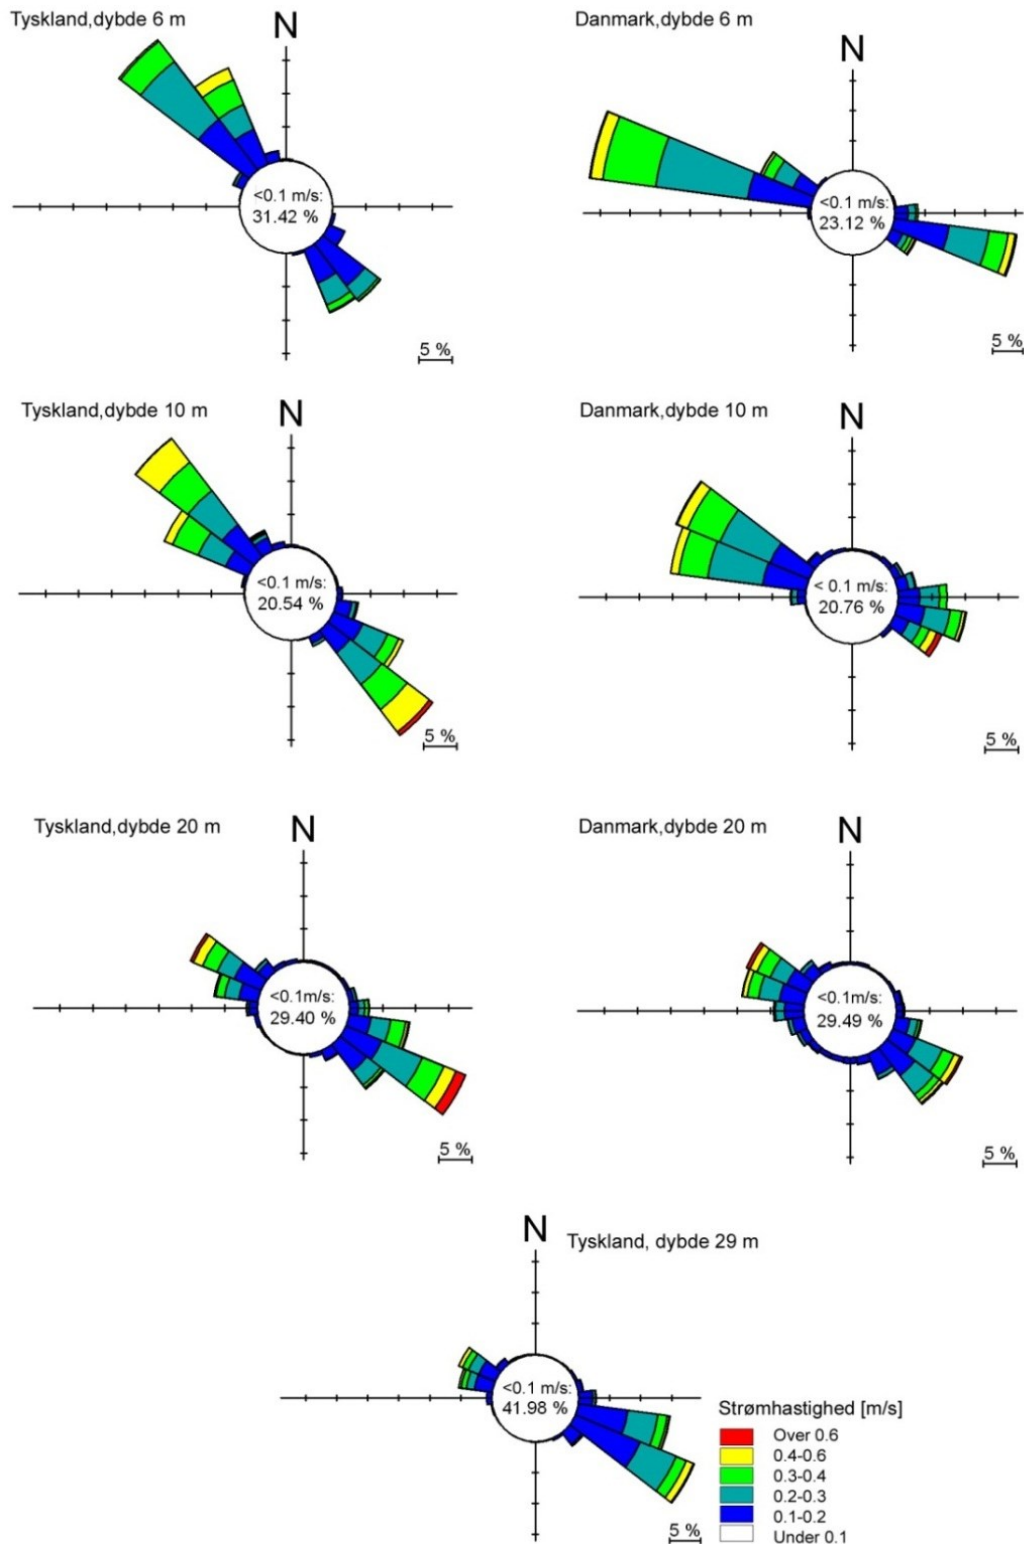 Tyskland,dybde 6 m
N
<0.1 m/s:
31.42 %
5 %
Danmark,dybde 6 m
N
<0.1 m/s:
23.12 %
5 %
Tyskland,dybde 10 m
N
<0.1 m/s:
20.54 %
5 %
Danmark,dybde 10 m
N
< 0.1 m/s:
20.76 %
5 %
Tyskland,dybde 20 m
N
<0.1m/s:
29.40 %
5 %
Danmark,dybde 20 m
N
<0.1m/s:
29.49 %
5 %
N
Tyskland, dybde 29 m
<0.1 m/s:
41.98 %
5 %
Strømhastighed [m/s]
Over 0.6
0.4-0.6
0.3-0.4
0.2-0.3
0.1-0.2
Under 0.1